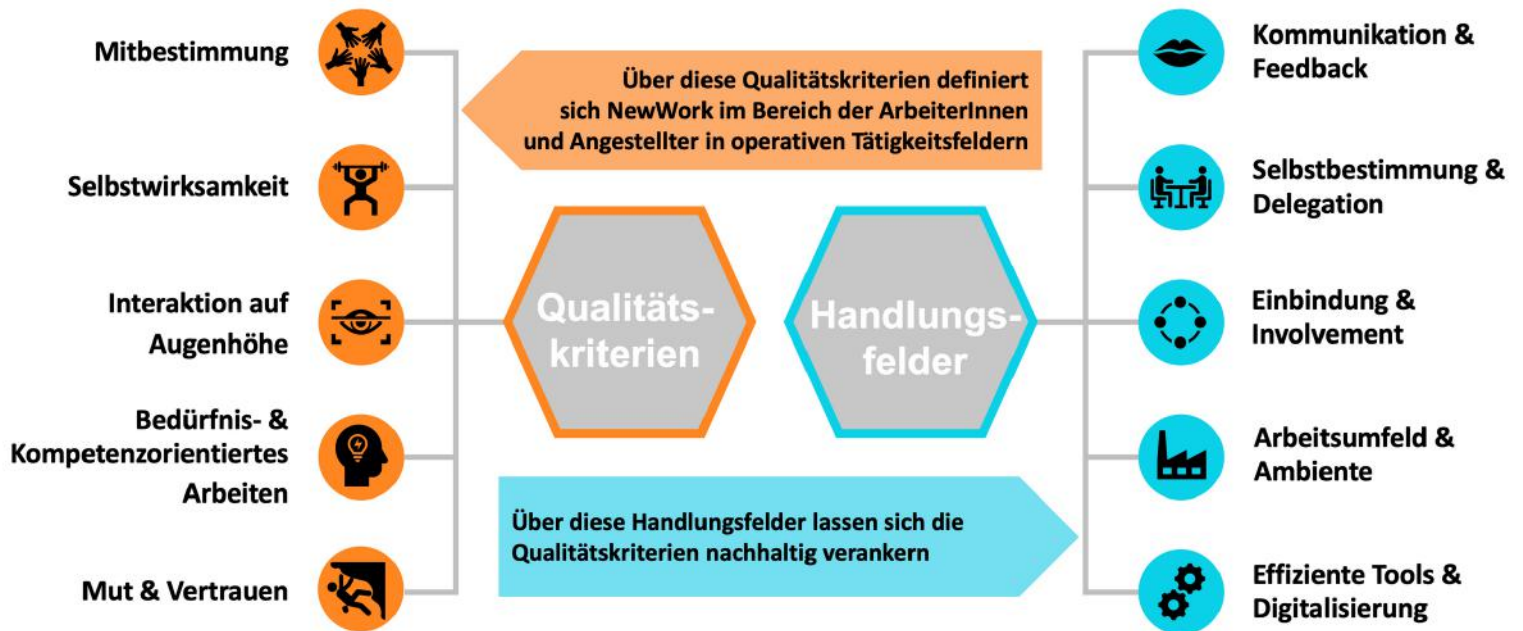 Mitbestimmung
Selbstwirksamkeit
Interaktion auf
Augenhöhe
Bedürfnis- &
Kompetenzorientiertes
Arbeiten
Mut & Vertrauen
Über diese Qualitätskriterien definiert
sich NewWork im Bereich der ArbeiterInnen
und Angestellter in operativen Tätigkeitsfeldern
Qualitäts-
kriterien
Handlungs-
felder
Über diese Handlungsfelder lassen sich die
Qualitätskriterien nachhaltig verankern
Kommunikation &
Feedback
Selbstbestimmung &
Delegation
Einbindung &
Involvement
Arbeitsumfeld &
Ambiente
Effiziente Tools &
Digitalisierung